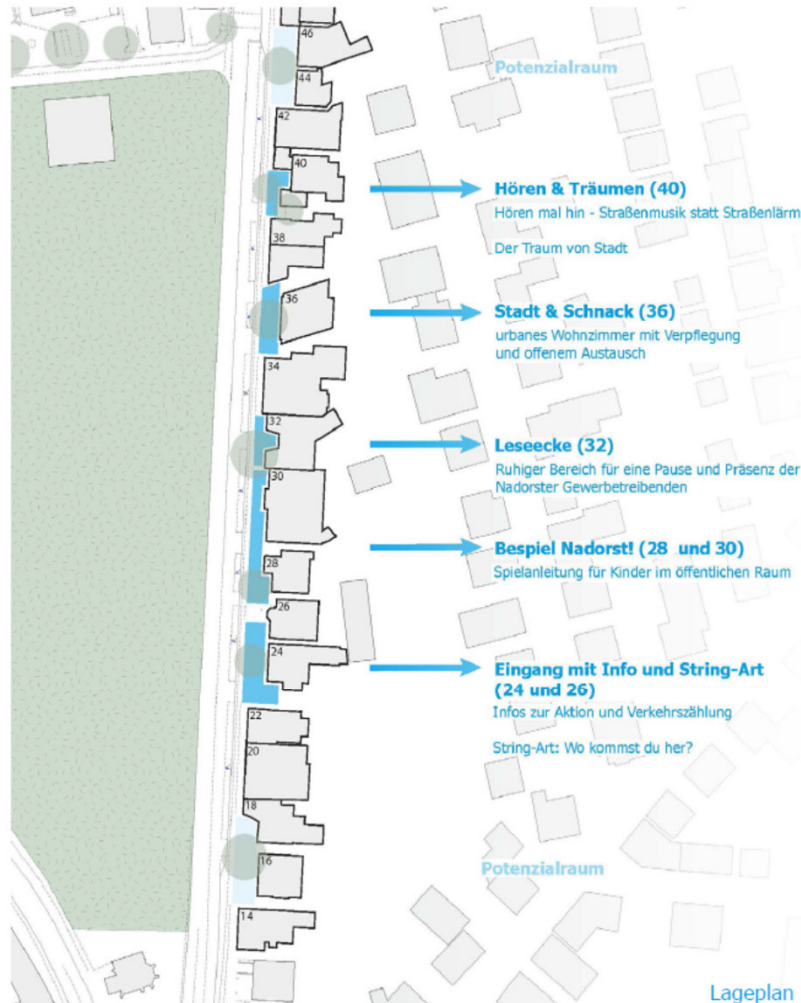 46
Potenzialraum
44
42
40
Hören & Träumen (40)
Hören mal hin - Straßenmusik statt Straßenlärm
Der Traum von Stadt
38
36
Stadt & Schnack (36)
urbanes Wohnzimmer mit Verpflegung
und offenem Austausch
34
32
Leseecke (32)
Ruhiger Bereich für eine Pause und Präsenz der
Nadorster Gewerbetreibenden
30
Bespiel Nadorst! (28 und 30)
Spielanleitung für Kinder im öffentlichen Raum
28
26
24
Eingang mit Info und String-Art
(24 und 26)
Infos zur Aktion und Verkehrszählung
String-Art: Wo kommst du her?
22
20
18
16
Potenzialraum
14
Lageplan